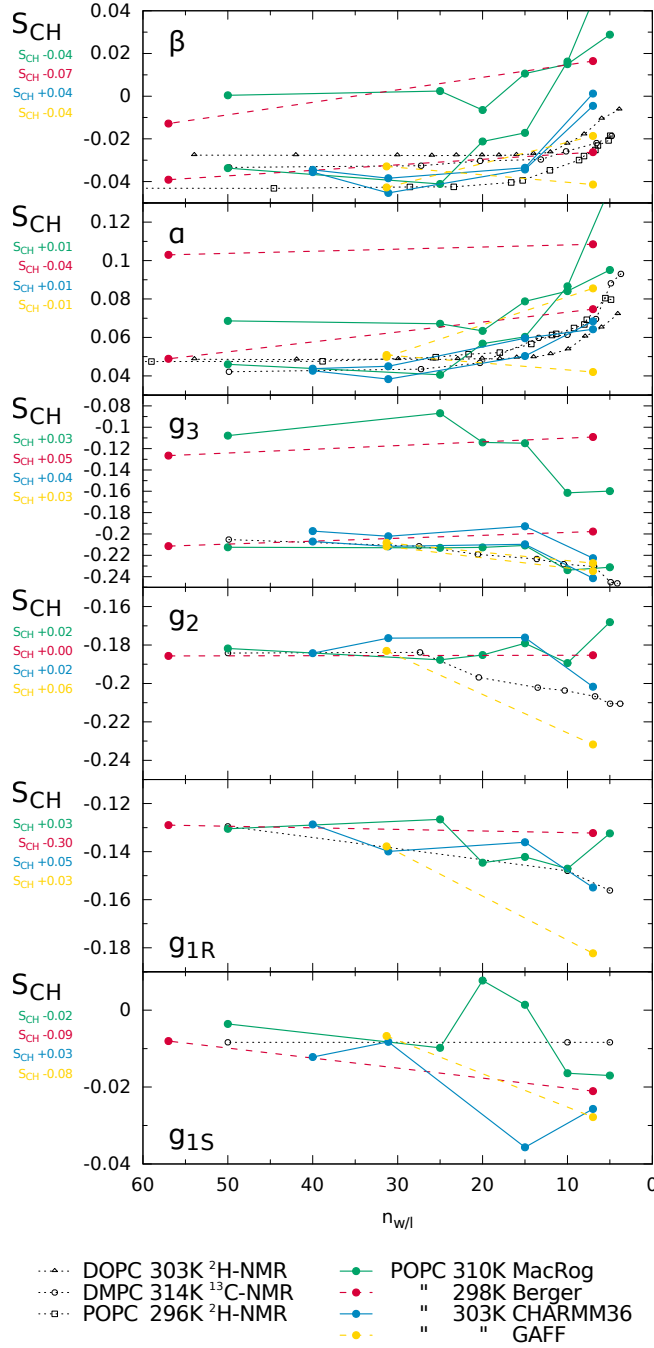 S_CH
S_CH -0.04
S_CH -0.07
S_CH +0.04
S_CH -0.04
β
0.04
0.02
0
-0.02
-0.04
S_CH
S_CH +0.01
S_CH -0.04
S_CH +0.01
S_CH -0.01
α
0.12
0.1
0.08
0.06
0.04
S_CH
S_CH +0.03
S_CH +0.05
S_CH +0.04
S_CH +0.03
g_3
-0.08
-0.1
-0.12
-0.14
-0.16
-0.18
-0.2
-0.22
-0.24
S_CH
S_CH +0.02
S_CH +0.00
S_CH +0.02
S_CH +0.06
g_2
-0.16
-0.18
-0.2
-0.22
-0.24
S_CH
S_CH +0.03
S_CH -0.30
S_CH +0.05
S_CH +0.03
g_1R
-0.12
-0.14
-0.16
-0.18
S_CH
S_CH -0.02
S_CH -0.09
S_CH +0.03
S_CH -0.08
g_1S
0
-0.02
-0.04
60 50 40 30 20 10 0
n_w/l
DOPC 303K ²H-NMR
DMPC 314K ¹³C-NMR
POPC 296K ²H-NMR
POPC 310K MacRog
" 298K Berger
" 303K CHARMM36
" " GAFF